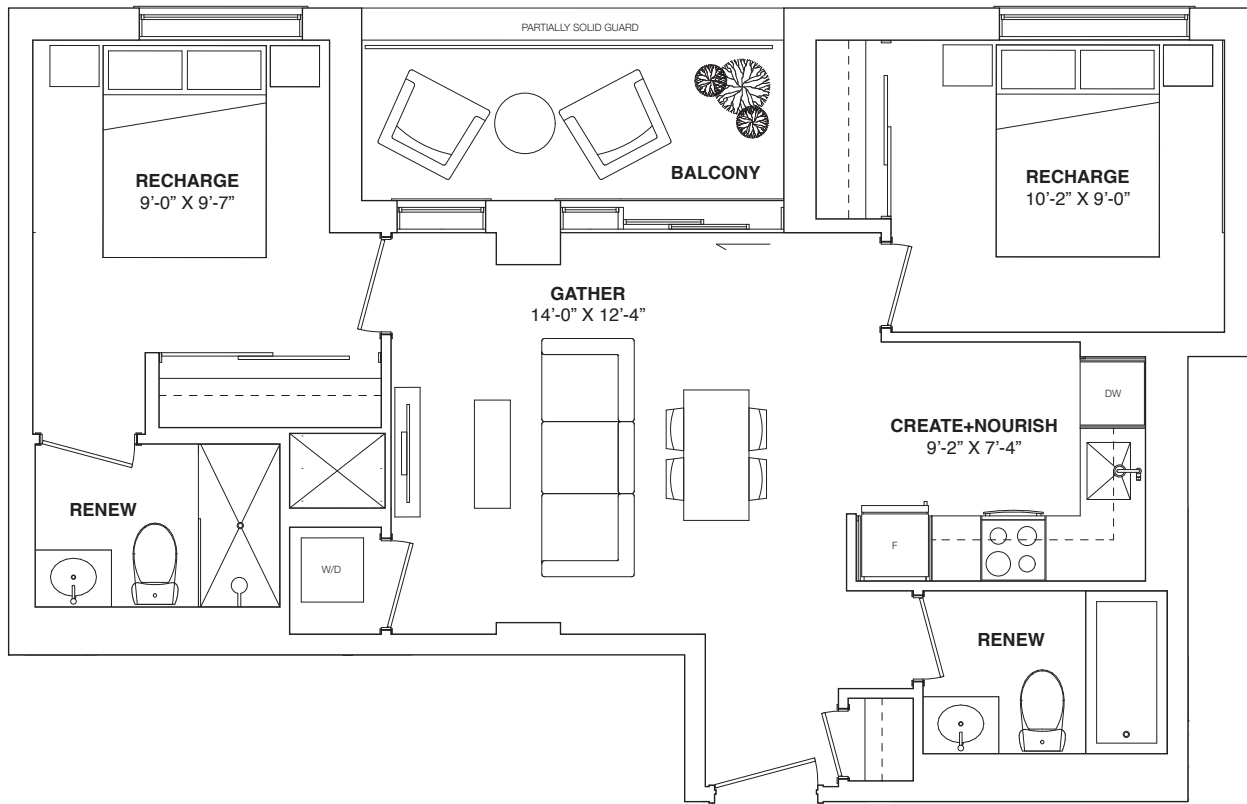 PARTIALLY SOLID GUARD
BALCONY
RECHARGE
9’-0” X 9’-7”
RECHARGE
10’-2” X 9’-0”
GATHER
14’-0” X 12’-4”
DW
CREATE+NOURISH
9’-2” X 7’-4”
RENEW
F
W/D
RENEW